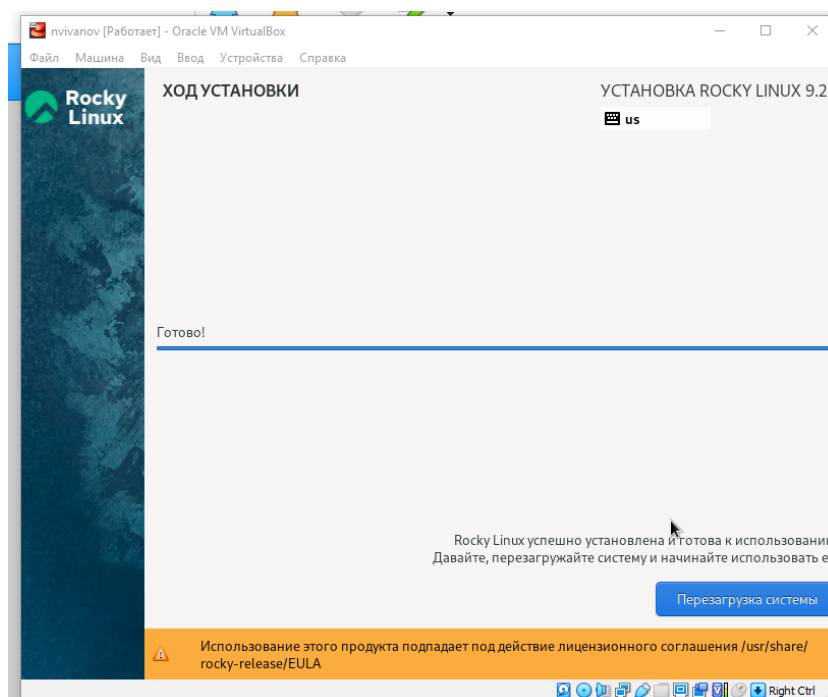 nvivanov [Работает] - Oracle VM VirtualBox
Файл Машина Вид Ввод Устройства Справка
Rocky
Linux
ХОД УСТАНОВКИ
УСТАНОВКА ROCKY LINUX 9.2
us
Готово!
Rocky Linux успешно установлена и готова к использовани
Давайте, перезагружайте систему и начинайте использовать е
Перезагрузка системы
Использование этого продукта подпадает под действие лицензионного соглашения /usr/share/
rocky-release/EULA
Right Ctrl